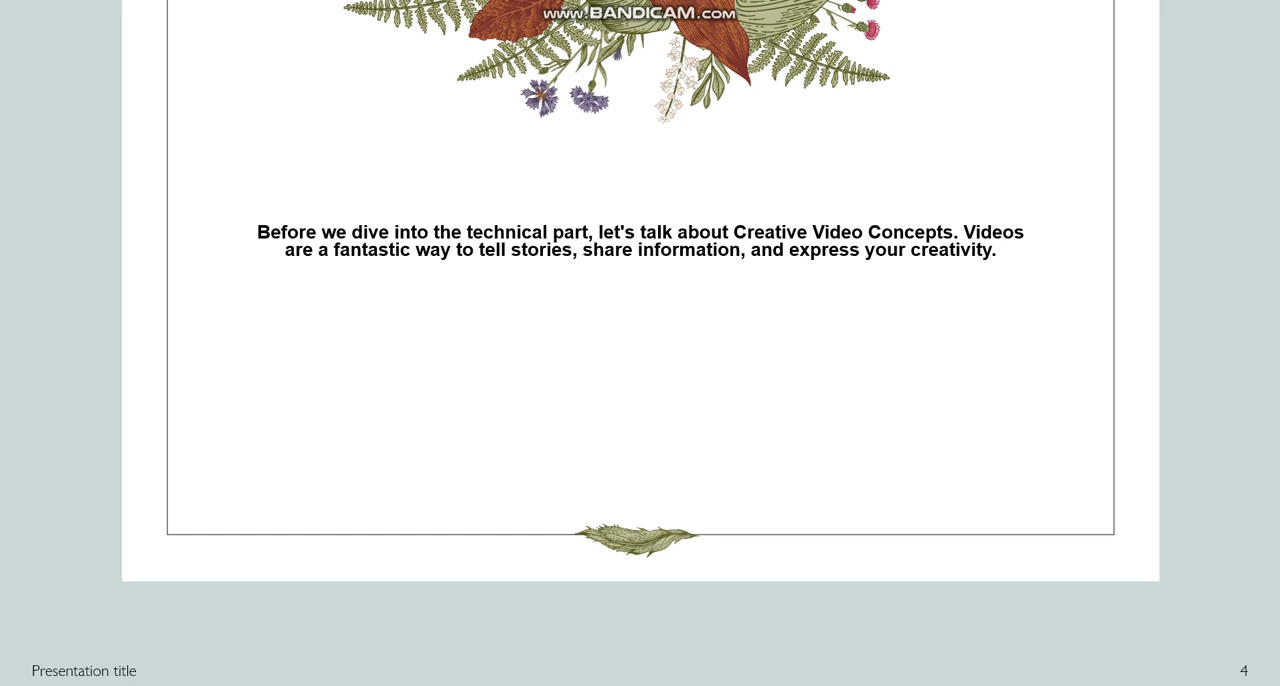 www.BANDICAM.com
Before we dive into the technical part, let's talk about Creative Video Concepts. Videos
are a fantastic way to tell stories, share information, and express your creativity.
Presentation title
4